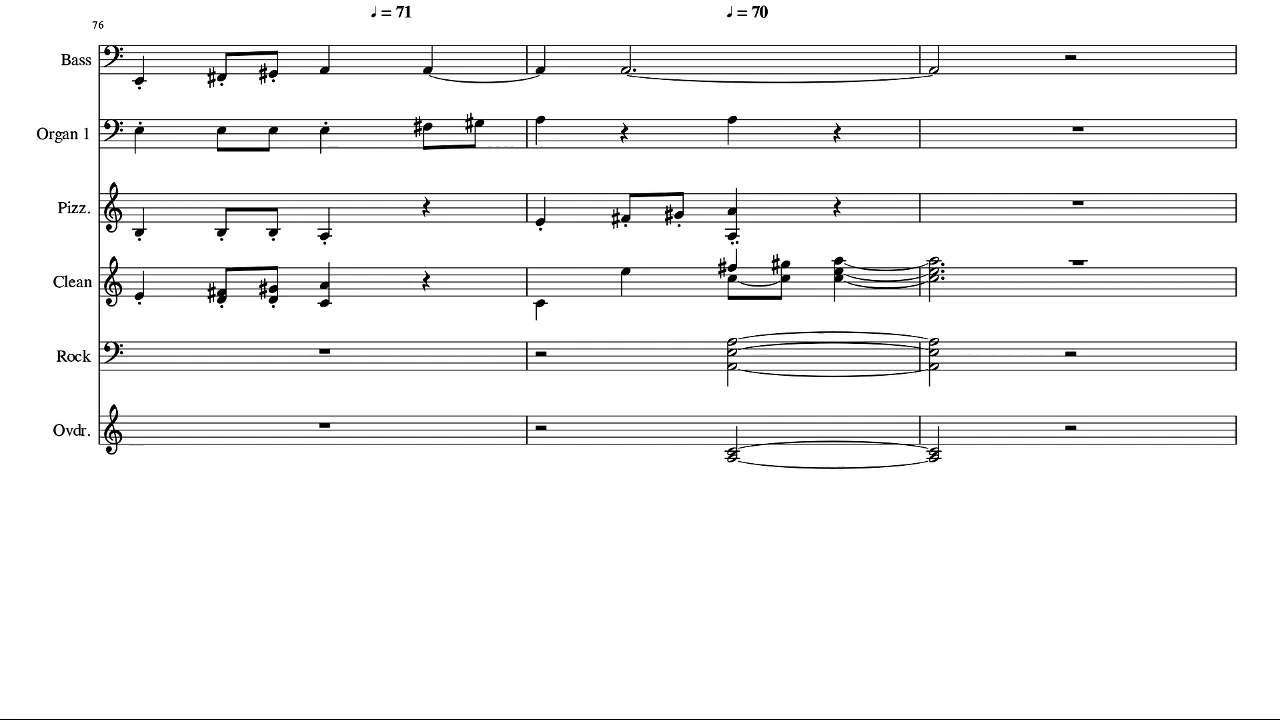 ♩ = 71 ♩ = 70
76
Bass
Organ 1
Pizz.
Clean
Rock
Ovdr.